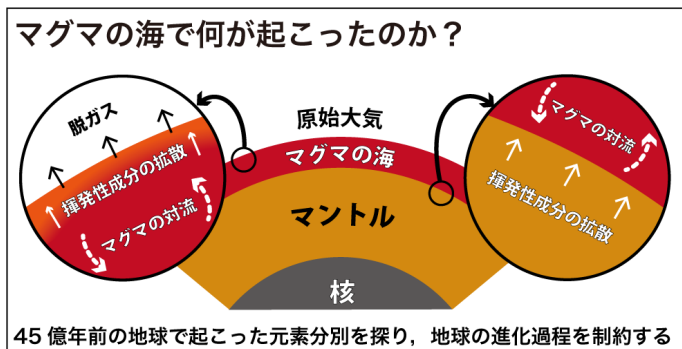 マグマの海で何が起こったのか？
脱ガス
揮発性成分の拡散
マグマの対流
原始大気
マグマの海
マントル
核
マグマの対流
揮発性成分の拡散
45 億年前の地球で起こった元素分別を探り，地球の進化過程を制約する